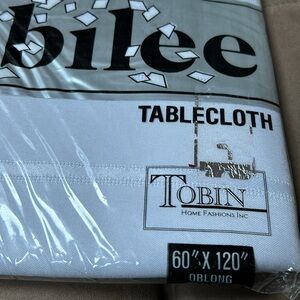 bilee
TABLECLOTH
TOBIN
HOME FASHIONS INC
60" X 120"
OBLONG